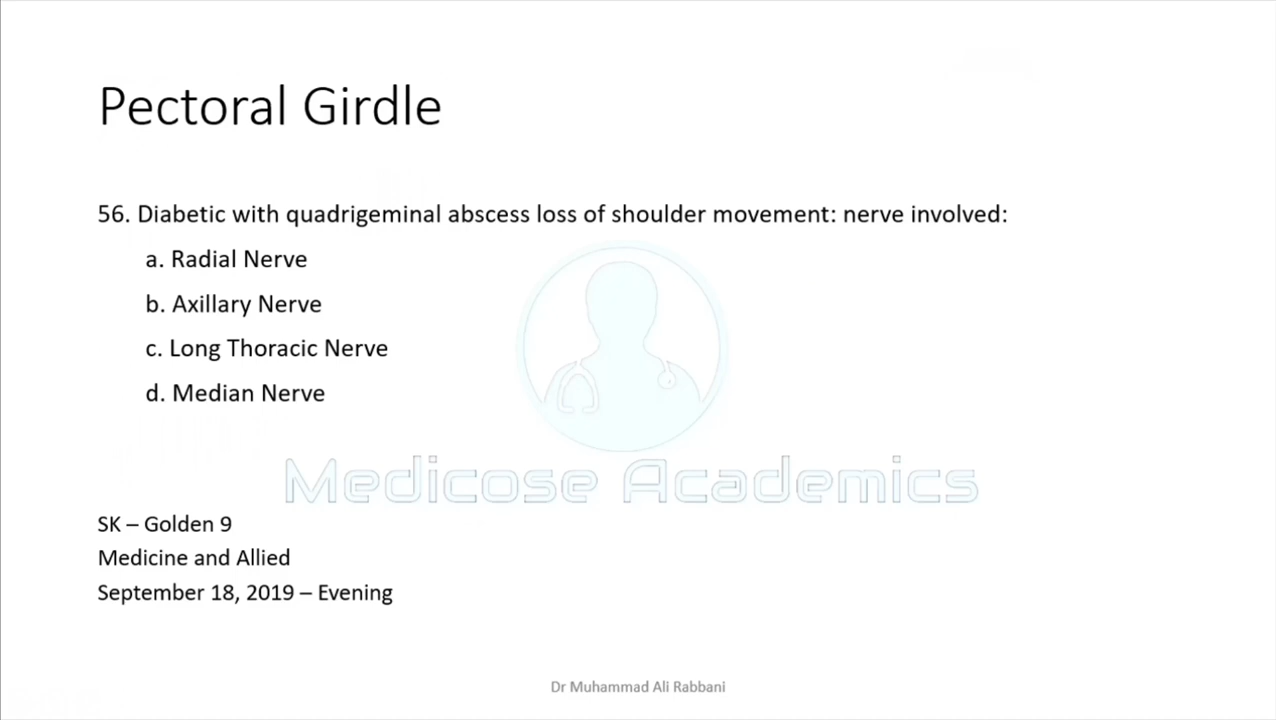 Pectoral Girdle
56. Diabetic with quadrigeminal abscess loss of shoulder movement: nerve involved:
a. Radial Nerve
b. Axillary Nerve
c. Long Thoracic Nerve
d. Median Nerve
Medicose Academics
SK – Golden 9
Medicine and Allied
September 18, 2019 – Evening
Dr Muhammad Ali Rabbani